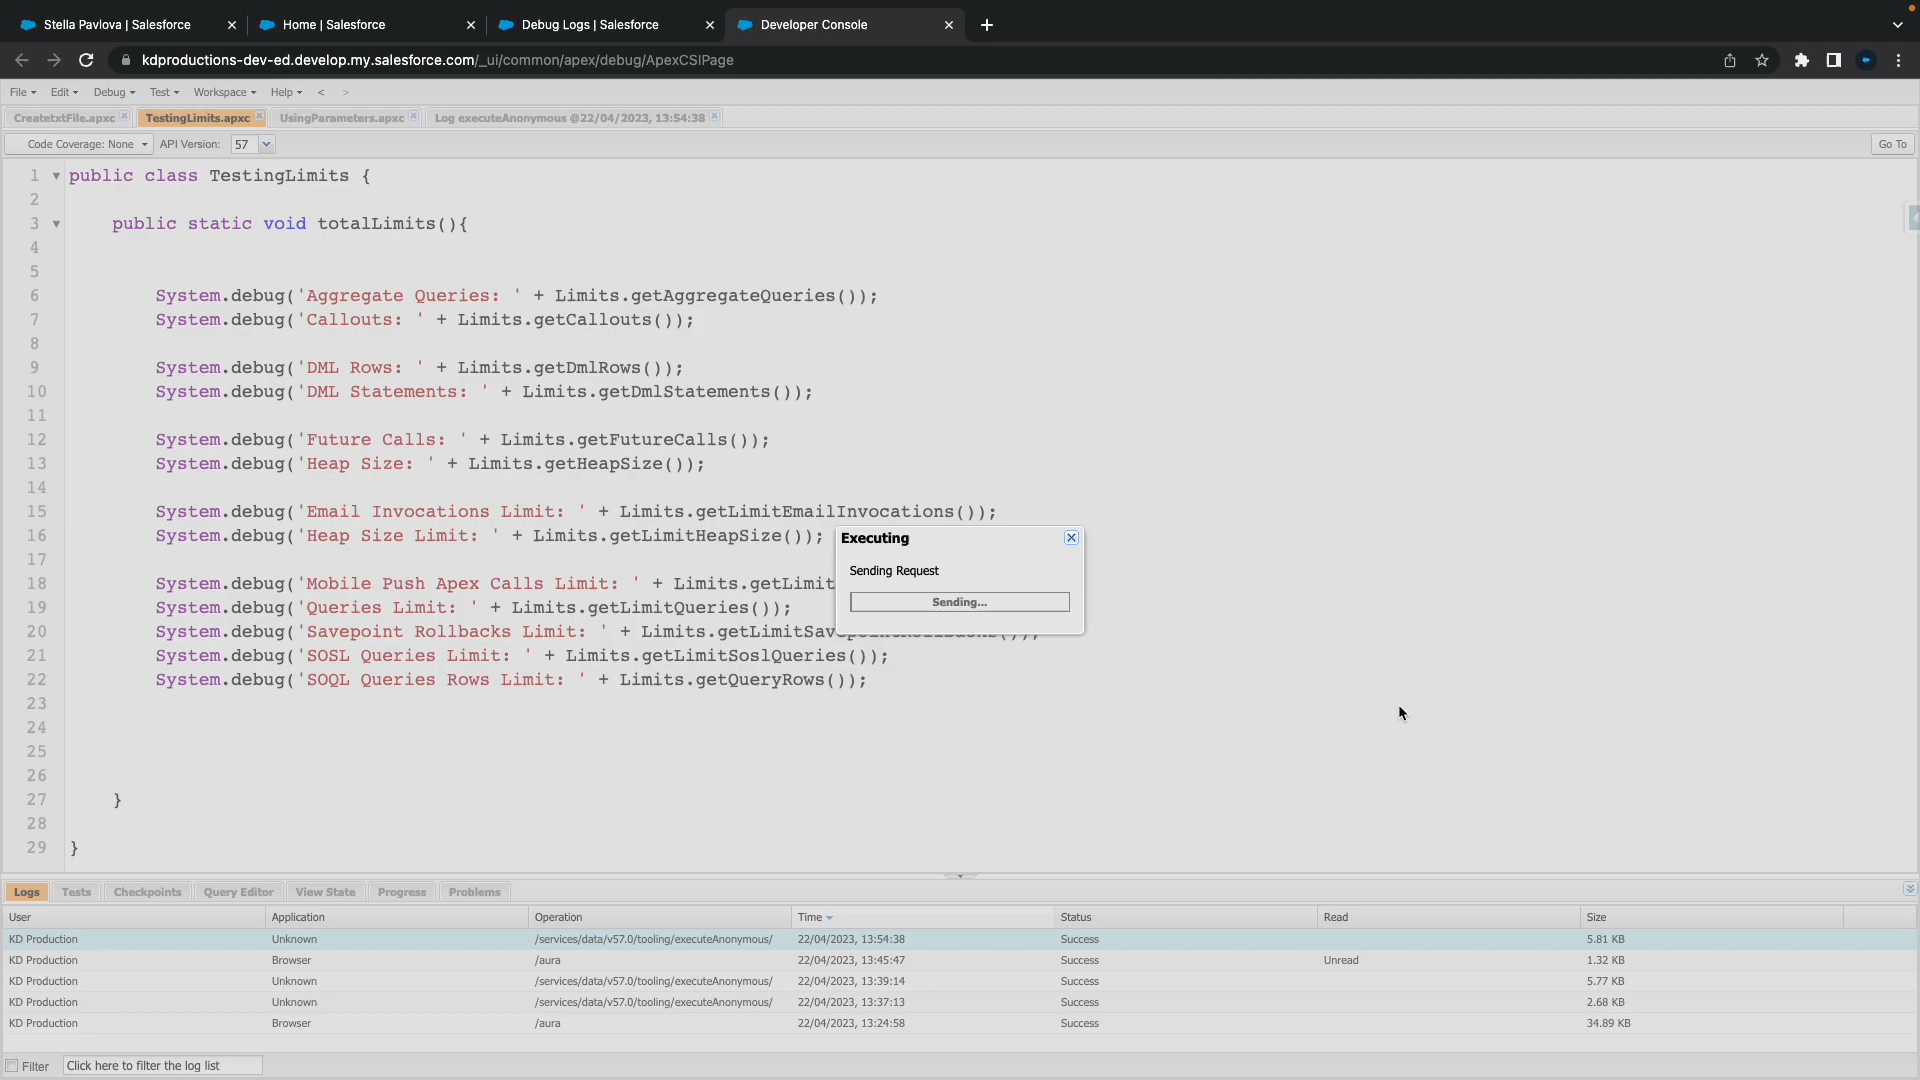 Stella Pavlova | Salesforce
Home | Salesforce
Debug Logs | Salesforce
Developer Console
kdproductions-dev-ed.develop.my.salesforce.com/_ui/common/apex/debug/ApexCSIPage
File Edit Debug Test Workspace Help < >
CreatetxtFile.apxc TestingLimits.apxc UsingParameters.apxc Log executeAnonymous @22/04/2023, 13:54:38
Code Coverage: None API Version: 57 Go To
1 public class TestingLimits {
2
3 public static void totalLimits(){
4
5
6 System.debug('Aggregate Queries: ' + Limits.getAggregateQueries());
7 System.debug('Callouts: ' + Limits.getCallouts());
8
9 System.debug('DML Rows: ' + Limits.getDmlRows());
10 System.debug('DML Statements: ' + Limits.getDmlStatements());
11
12 System.debug('Future Calls: ' + Limits.getFutureCalls());
13 System.debug('Heap Size: ' + Limits.getHeapSize());
14
15 System.debug('Email Invocations Limit: ' + Limits.getLimitEmailInvocations());
16 System.debug('Heap Size Limit: ' + Limits.getLimitHeapSize());
17
18 System.debug('Mobile Push Apex Calls Limit: ' + Limits.getLimit
19 System.debug('Queries Limit: ' + Limits.getLimitQueries());
20 System.debug('Savepoint Rollbacks Limit: ' + Limits.getLimitSav
21 System.debug('SOSL Queries Limit: ' + Limits.getLimitSoslQueries());
22 System.debug('SOQL Queries Rows Limit: ' + Limits.getQueryRows());
23
24
25
26
27 }
28
29 }
Executing
Sending Request
Sending...
Logs Tests Checkpoints Query Editor View State Progress Problems
User Application Operation Time Status Read Size
KD Production Unknown /services/data/v57.0/tooling/executeAnonymous/ 22/04/2023, 13:54:38 Success 5.81 KB
KD Production Browser /aura 22/04/2023, 13:45:47 Success Unread 1.32 KB
KD Production Unknown /services/data/v57.0/tooling/executeAnonymous/ 22/04/2023, 13:39:14 Success 5.77 KB
KD Production Unknown /services/data/v57.0/tooling/executeAnonymous/ 22/04/2023, 13:37:13 Success 2.68 KB
KD Production Browser /aura 22/04/2023, 13:24:58 Success 34.89 KB
Filter Click here to filter the log list